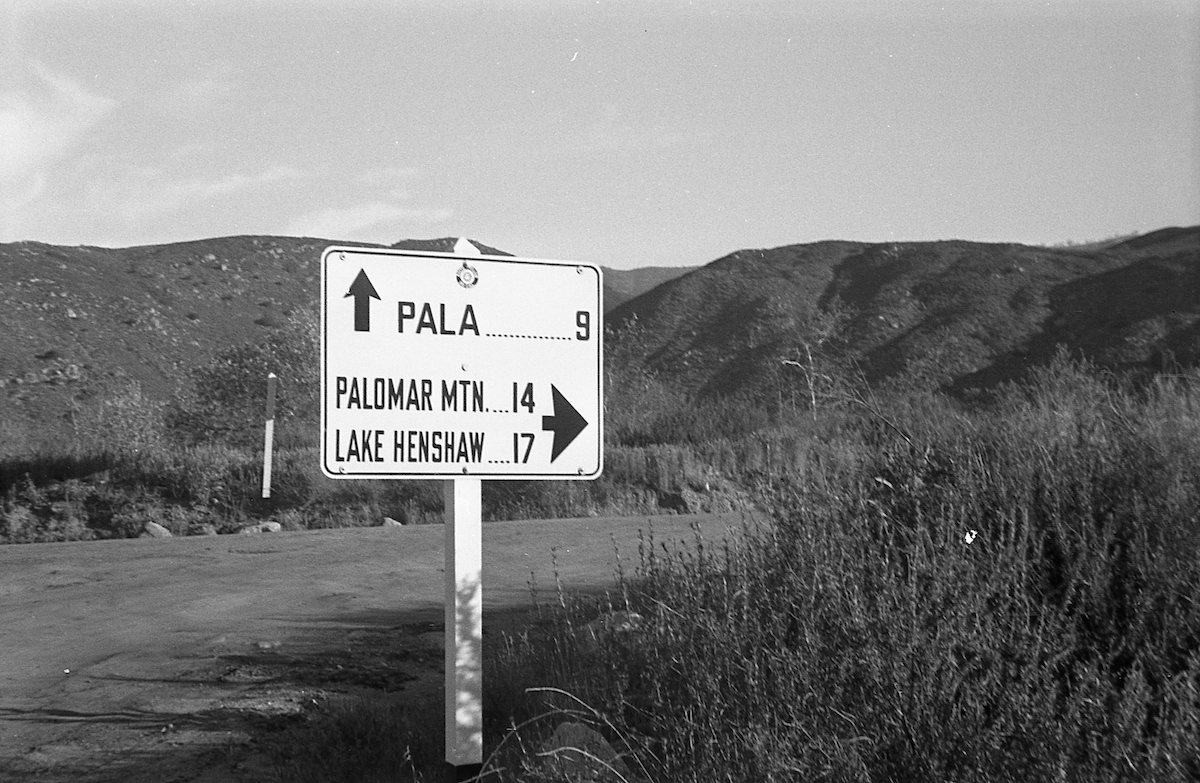 PALA............9
PALOMAR MTN....14
LAKE HENSHAW....17